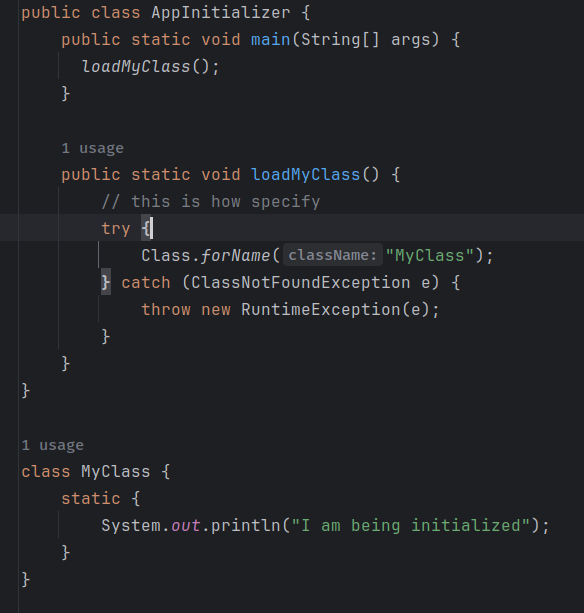 public class AppInitializer {
    public static void main(String[] args) {
      loadMyClass();
    }

    1 usage
    public static void loadMyClass() {
        // this is how specify
        try {
            Class.forName( className: "MyClass");
        } catch (ClassNotFoundException e) {
            throw new RuntimeException(e);
        }
    }
}

1 usage
class MyClass {
    static {
        System.out.println("I am being initialized");
    }
}